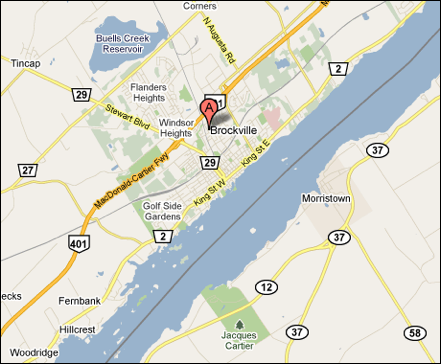 Corners
Buells Creek
Reservoir
N Augusta Rd
Tincap
2
Flanders
Heights
29
Stewart Blvd
A
Windsor
Heights
Brockville
27
MacDonald-Cartier Fwy
29
King St E
37
Golf Side
Gardens
King St W
Morristown
2
401
37
12
Fernbank
Hillcrest
Woodridge
Jacques
Cartier
37
58